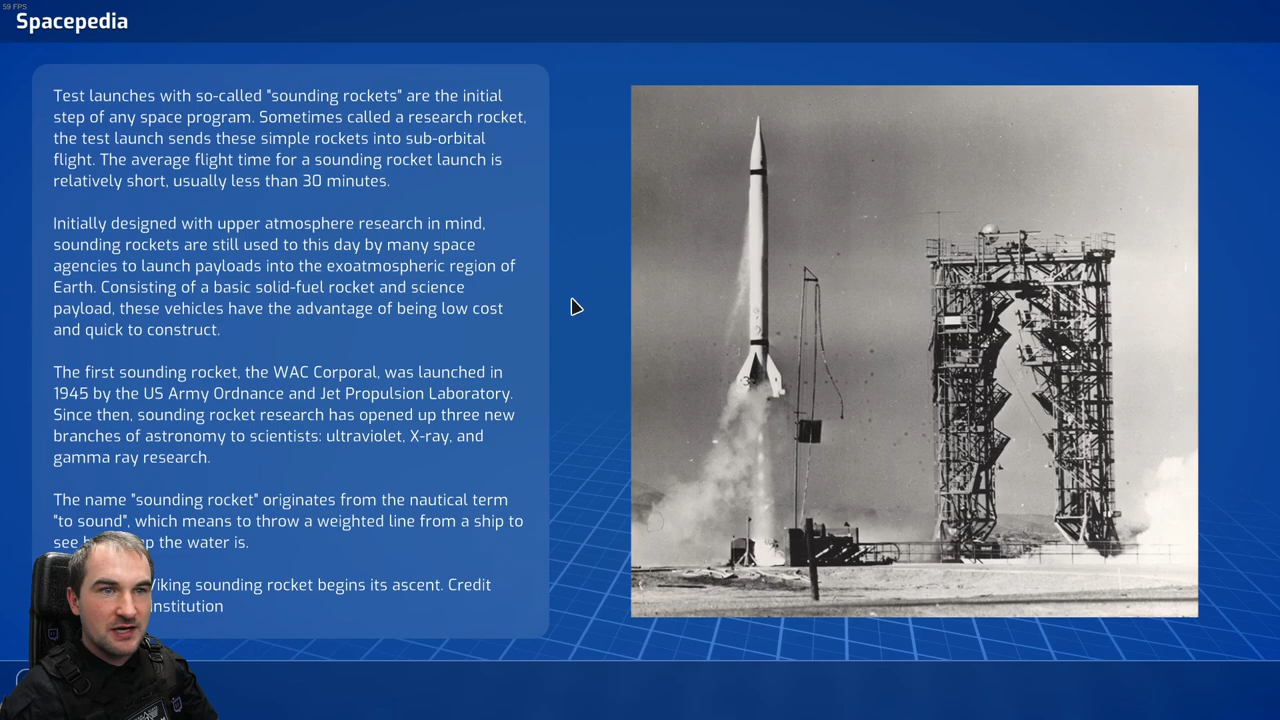 59 FPS
Spacepedia
Test launches with so-called "sounding rockets" are the initial
step of any space program. Sometimes called a research rocket,
the test launch sends these simple rockets into sub-orbital
flight. The average flight time for a sounding rocket launch is
relatively short, usually less than 30 minutes.
Initially designed with upper atmosphere research in mind,
sounding rockets are still used to this day by many space
agencies to launch payloads into the exoatmospheric region of
Earth. Consisting of a basic solid-fuel rocket and science
payload, these vehicles have the advantage of being low cost
and quick to construct.
The first sounding rocket, the WAC Corporal, was launched in
1945 by the US Army Ordnance and Jet Propulsion Laboratory.
Since then, sounding rocket research has opened up three new
branches of astronomy to scientists: ultraviolet, X-ray, and
gamma ray research.
The name "sounding rocket" originates from the nautical term
"to sound", which means to throw a weighted line from a ship to
see the water is.
Viking sounding rocket begins its ascent. Credit